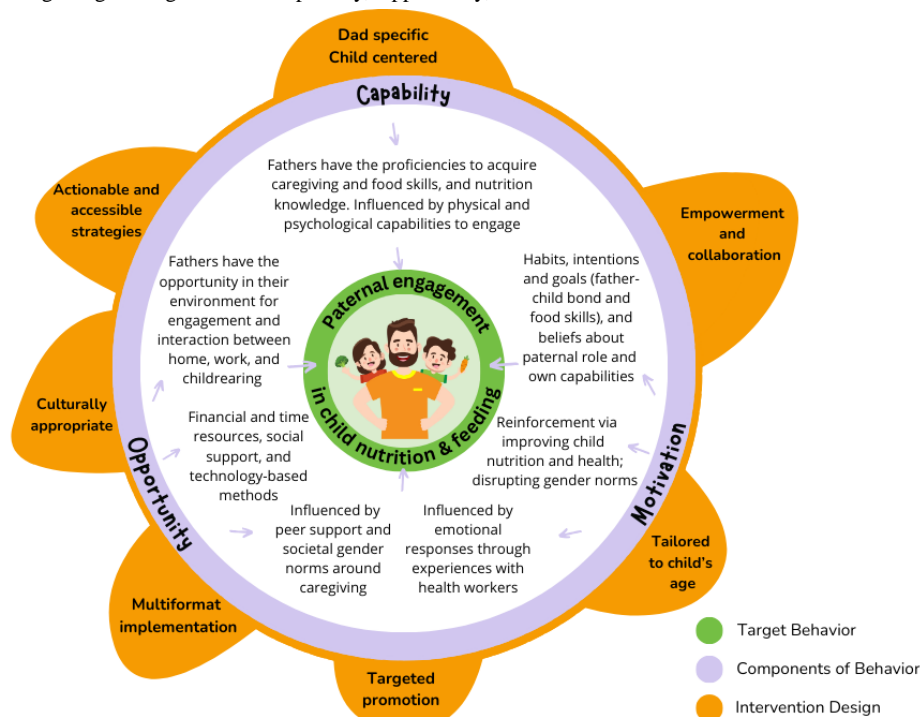 Dad specific
Child centered
Capability
Fathers have the proficiencies to acquire
caregiving and food skills, and nutrition
knowledge. Influenced by physical and
psychological capabilities to engage
Actionable and
accessible
strategies
Empowerment
and
collaboration
Fathers have the
opportunity in their
environment for
engagement and
interaction between
home, work, and
childrearing
Paternal engagement
in child nutrition & feeding
Habits, intentions
and goals (father-
child bond and
food skills), and
beliefs about
paternal role and
own capabilities
Culturally
appropriate
Financial and time
resources, social
support, and
technology-based
methods
Reinforcement via
improving child
nutrition and health;
disrupting gender norms
Opportunity
Motivation
Influenced by
peer support and
societal gender
norms around
caregiving
Influenced by
emotional
responses through
experiences with
health workers
Tailored
to child's
age
Multiformat
implementation
Targeted
promotion
Target Behavior
Components of Behavior
Intervention Design